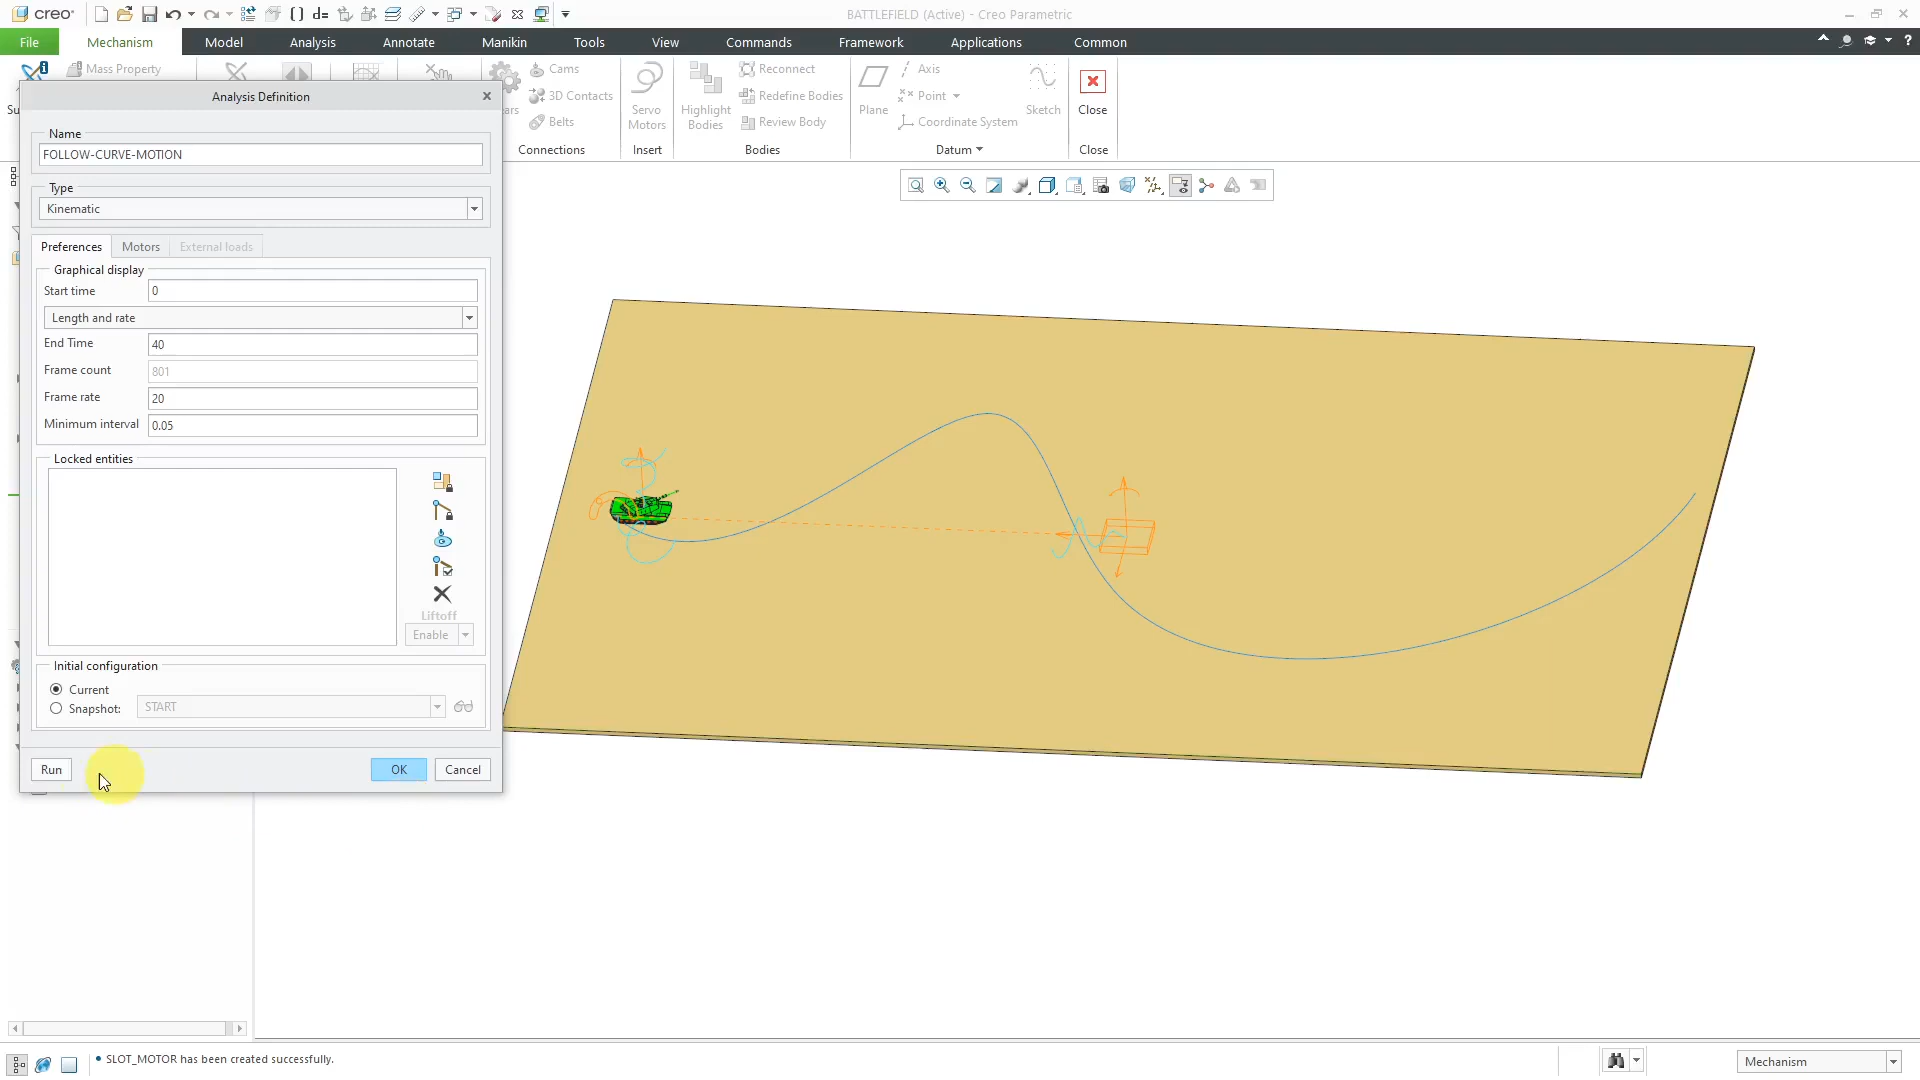 creo
BATTLEFIELD (Active) - Creo Parametric
File
Mechanism
Model
Analysis
Annotate
Manikin
Tools
View
Commands
Framework
Applications
Common
Mass Property
Cams
3D Contacts
Belts
Connections
Servo
Motors
Insert
Highlight
Bodies
Reconnect
Redefine Bodies
Review Body
Bodies
Plane
Axis
Point
Coordinate System
Sketch
Datum
Close
Close
Analysis Definition
Name
FOLLOW-CURVE-MOTION
Type
Kinematic
Preferences
Motors
External loads
Graphical display
Start time
0
Length and rate
End Time
40
Frame count
801
Frame rate
20
Minimum interval
0.05
Locked entities
Liftoff
Enable
Initial configuration
Current
Snapshot:
START
Run
OK
Cancel
SLOT_MOTOR has been created successfully.
Mechanism